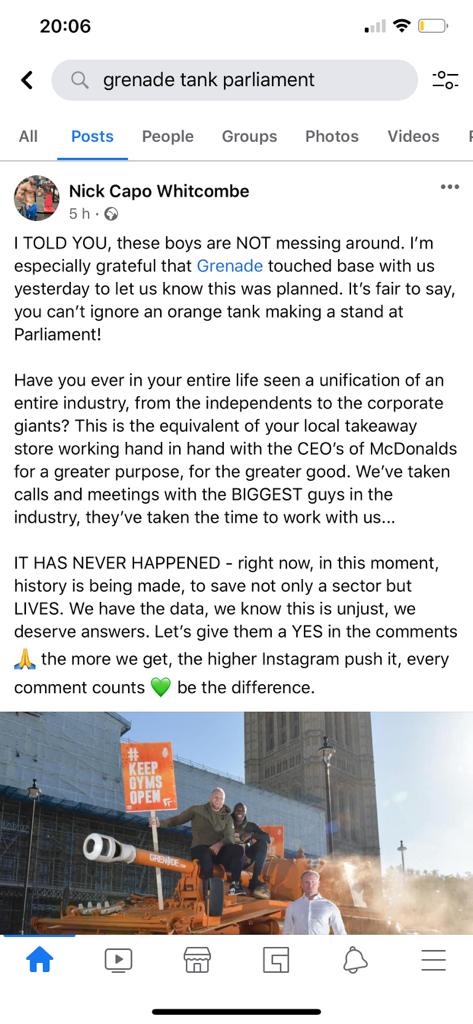 20:06
grenade tank parliament
All Posts People Groups Photos Videos
Nick Capo Whitcombe
5 h ·
I TOLD YOU, these boys are NOT messing around. I'm
especially grateful that Grenade touched base with us
yesterday to let us know this was planned. It's fair to say,
you can't ignore an orange tank making a stand at
Parliament!
Have you ever in your entire life seen a unification of an
entire industry, from the independents to the corporate
giants? This is the equivalent of your local takeaway
store working hand in hand with the CEO's of McDonalds
for a greater purpose, for the greater good. We've taken
calls and meetings with the BIGGEST guys in the
industry, they've taken the time to work with us...
IT HAS NEVER HAPPENED - right now, in this moment,
history is being made, to save not only a sector but
LIVES. We have the data, we know this is unjust, we
deserve answers. Let's give them a YES in the comments
🙏 the more we get, the higher Instagram push it, every
comment counts 💚 be the difference.
#
KEEP
GYMS
OPEN
GRENADE